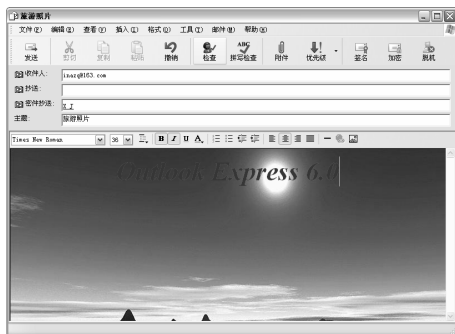 旅游照片
文件(F) 编辑(E) 查看(V) 插入(I) 格式(O) 工具(T) 邮件(M) 帮助(H)
发送 剪切 复制 粘贴 撤销 检查 拼写检查 附件 优先级 签名 加密 脱机
收件人: inazq@163.com
抄送:
密件抄送: X_J
主题: 旅游照片
Times New Roman 36 B I U A
Outlook Express 6.0